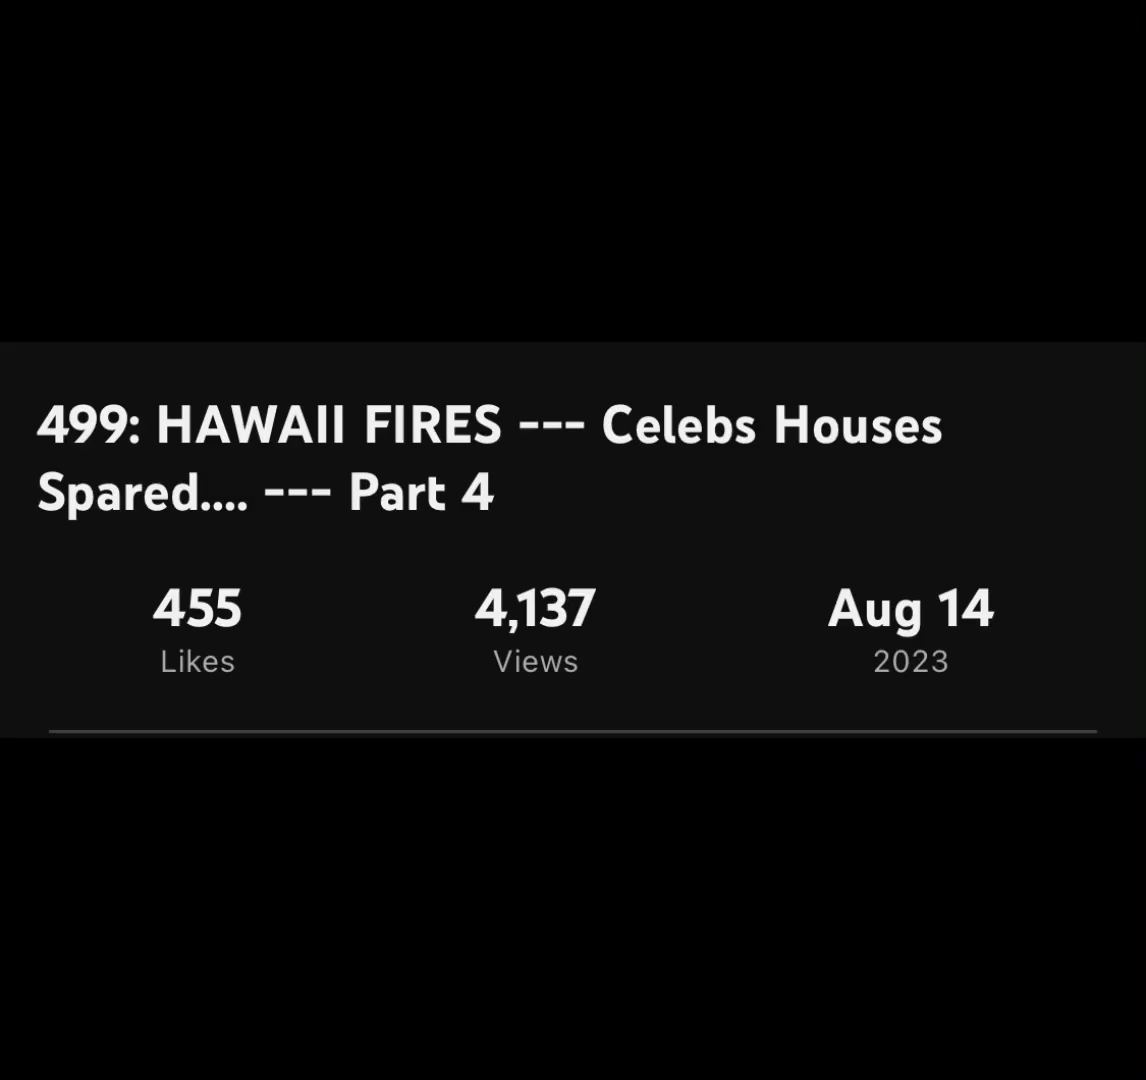 499: HAWAII FIRES --- Celebs Houses
Spared.... --- Part 4
455 4,137 Aug 14
Likes Views 2023